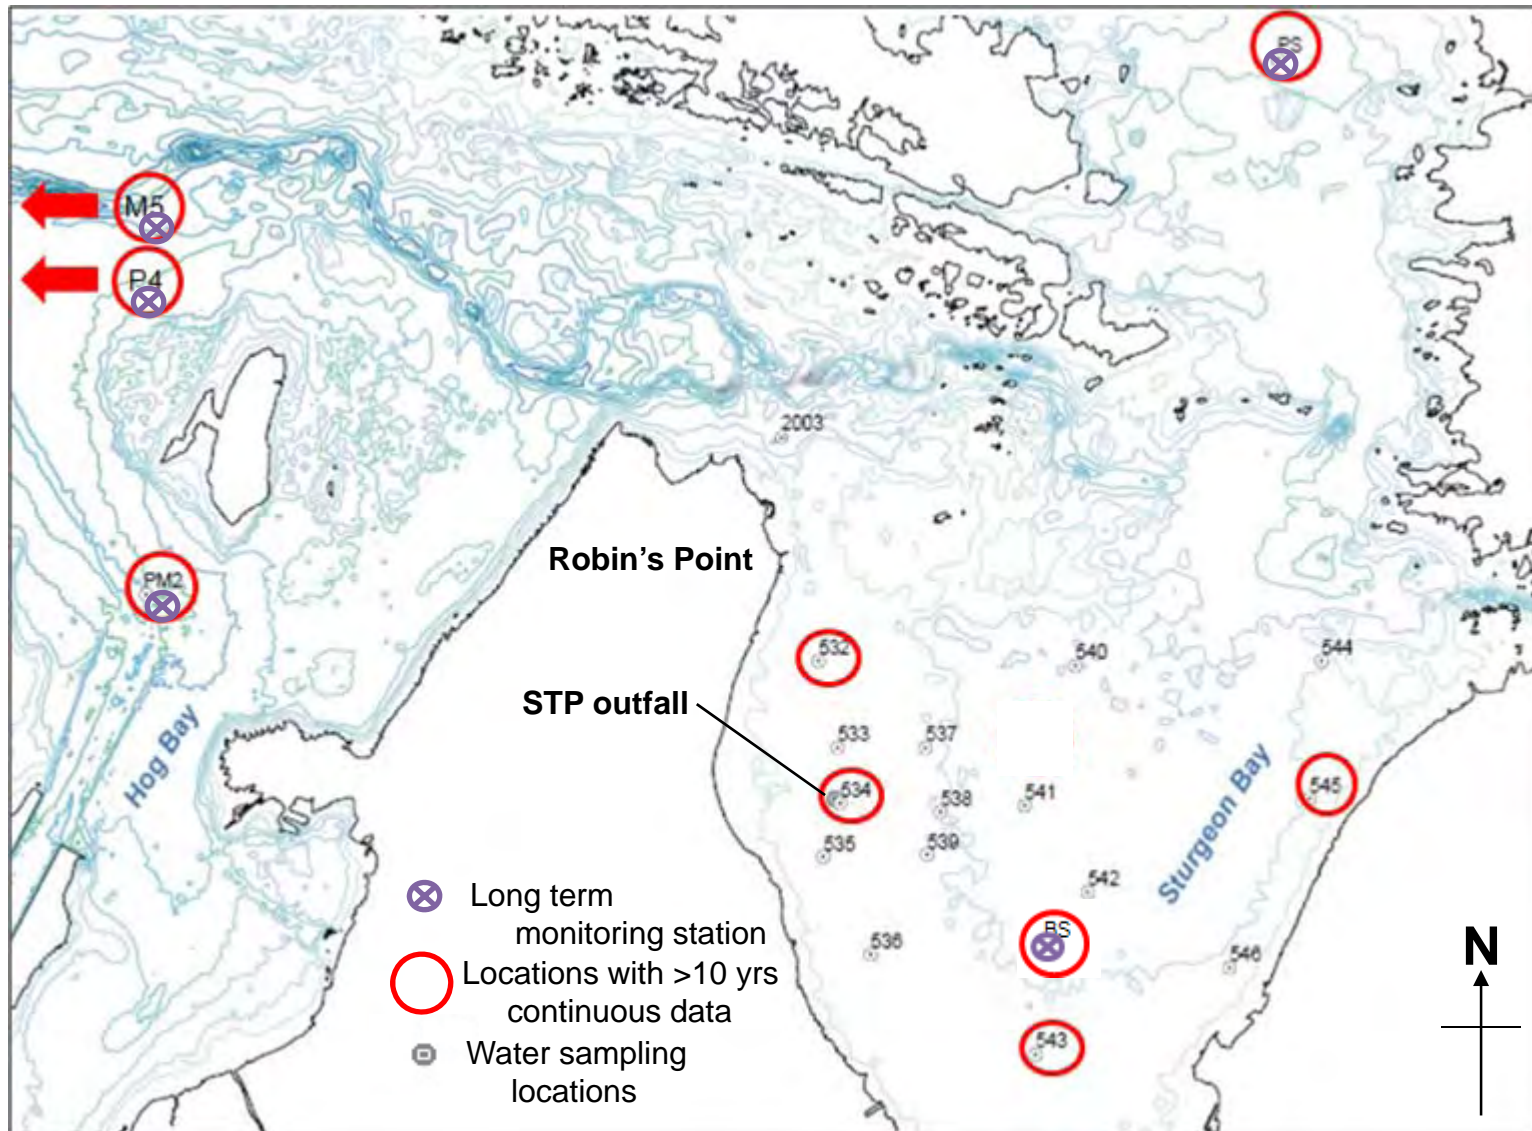 PS
M5
P4
2003
Robin's Point
PM2
532
540
544
STP outfall
533
537
Hog Bay
534
538
541
545
Sturgeon Bay
535
539
542
Long term
monitoring station
BS
536
546
N
Locations with >10 yrs
continuous data
543
Water sampling
locations